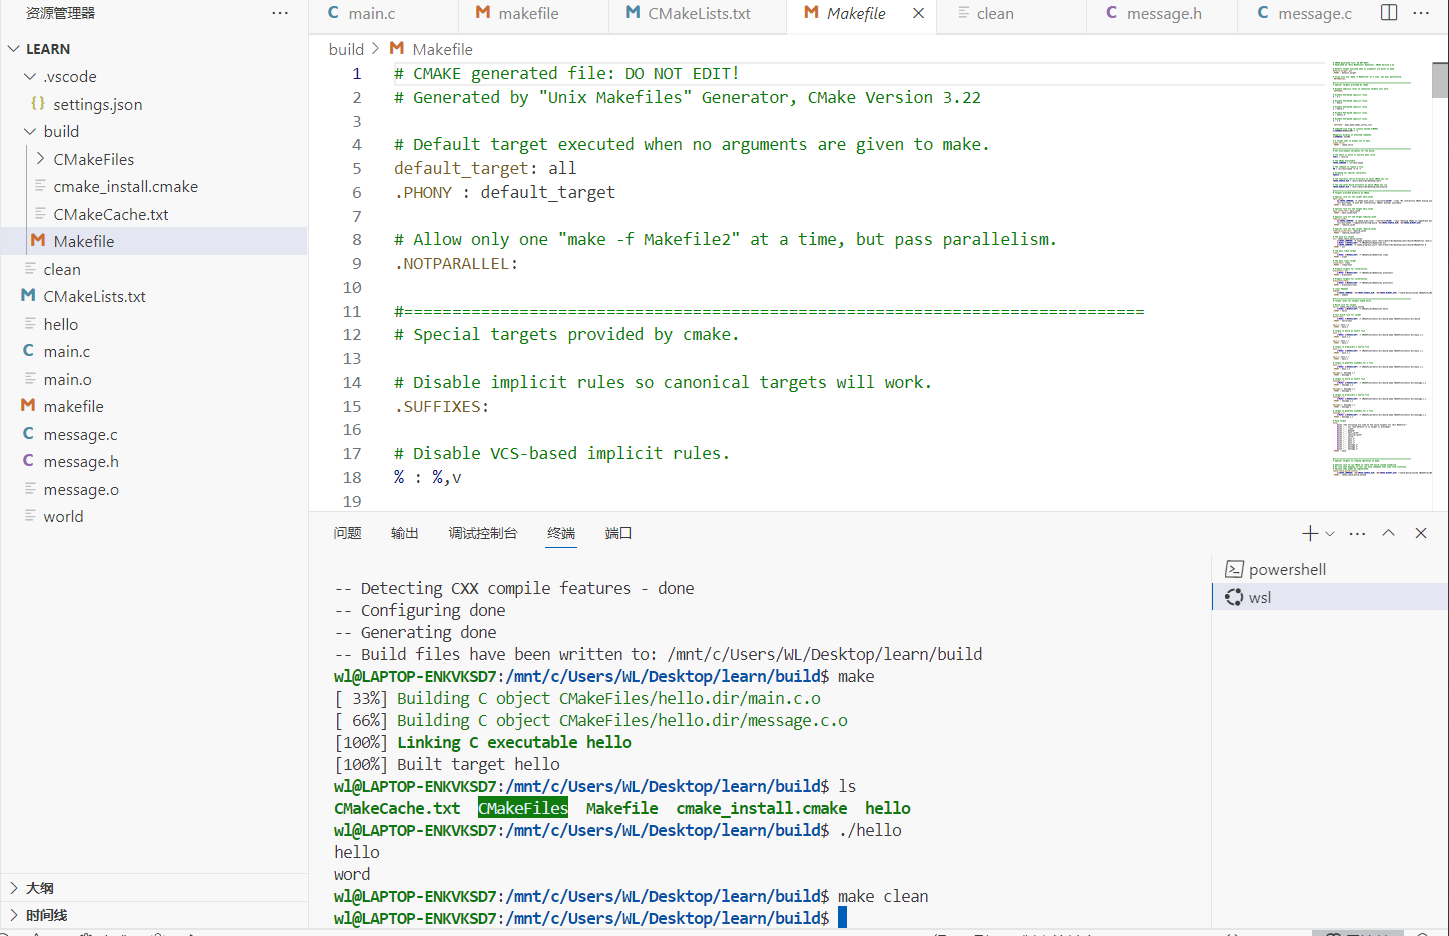 资源管理器 ···
LEARN
.vscode
{} settings.json
build
CMakeFiles
cmake_install.cmake
CMakeCache.txt
M Makefile
clean
M CMakeLists.txt
hello
C main.c
main.o
M makefile
C message.c
C message.h
message.o
world
大纲
时间线
C main.c M makefile M CMakeLists.txt M Makefile × clean C message.h C message.c ···
build > M Makefile
1 # CMAKE generated file: DO NOT EDIT!
2 # Generated by "Unix Makefiles" Generator, CMake Version 3.22
3
4 # Default target executed when no arguments are given to make.
5 default_target: all
6 .PHONY : default_target
7
8 # Allow only one "make -f Makefile2" at a time, but pass parallelism.
9 .NOTPARALLEL:
10
11 #=============================================================================
12 # Special targets provided by cmake.
13
14 # Disable implicit rules so canonical targets will work.
15 .SUFFIXES:
16
17 # Disable VCS-based implicit rules.
18 % : %,v
19
问题 输出 调试控制台 终端 端口
-- Detecting CXX compile features - done
-- Configuring done
-- Generating done
-- Build files have been written to: /mnt/c/Users/WL/Desktop/learn/build
wl@LAPTOP-ENKVKSD7:/mnt/c/Users/WL/Desktop/learn/build$ make
[ 33%] Building C object CMakeFiles/hello.dir/main.c.o
[ 66%] Building C object CMakeFiles/hello.dir/message.c.o
[100%] Linking C executable hello
[100%] Built target hello
wl@LAPTOP-ENKVKSD7:/mnt/c/Users/WL/Desktop/learn/build$ ls
CMakeCache.txt CMakeFiles Makefile cmake_install.cmake hello
wl@LAPTOP-ENKVKSD7:/mnt/c/Users/WL/Desktop/learn/build$ ./hello
hello
word
wl@LAPTOP-ENKVKSD7:/mnt/c/Users/WL/Desktop/learn/build$ make clean
wl@LAPTOP-ENKVKSD7:/mnt/c/Users/WL/Desktop/learn/build$
powershell
wsl